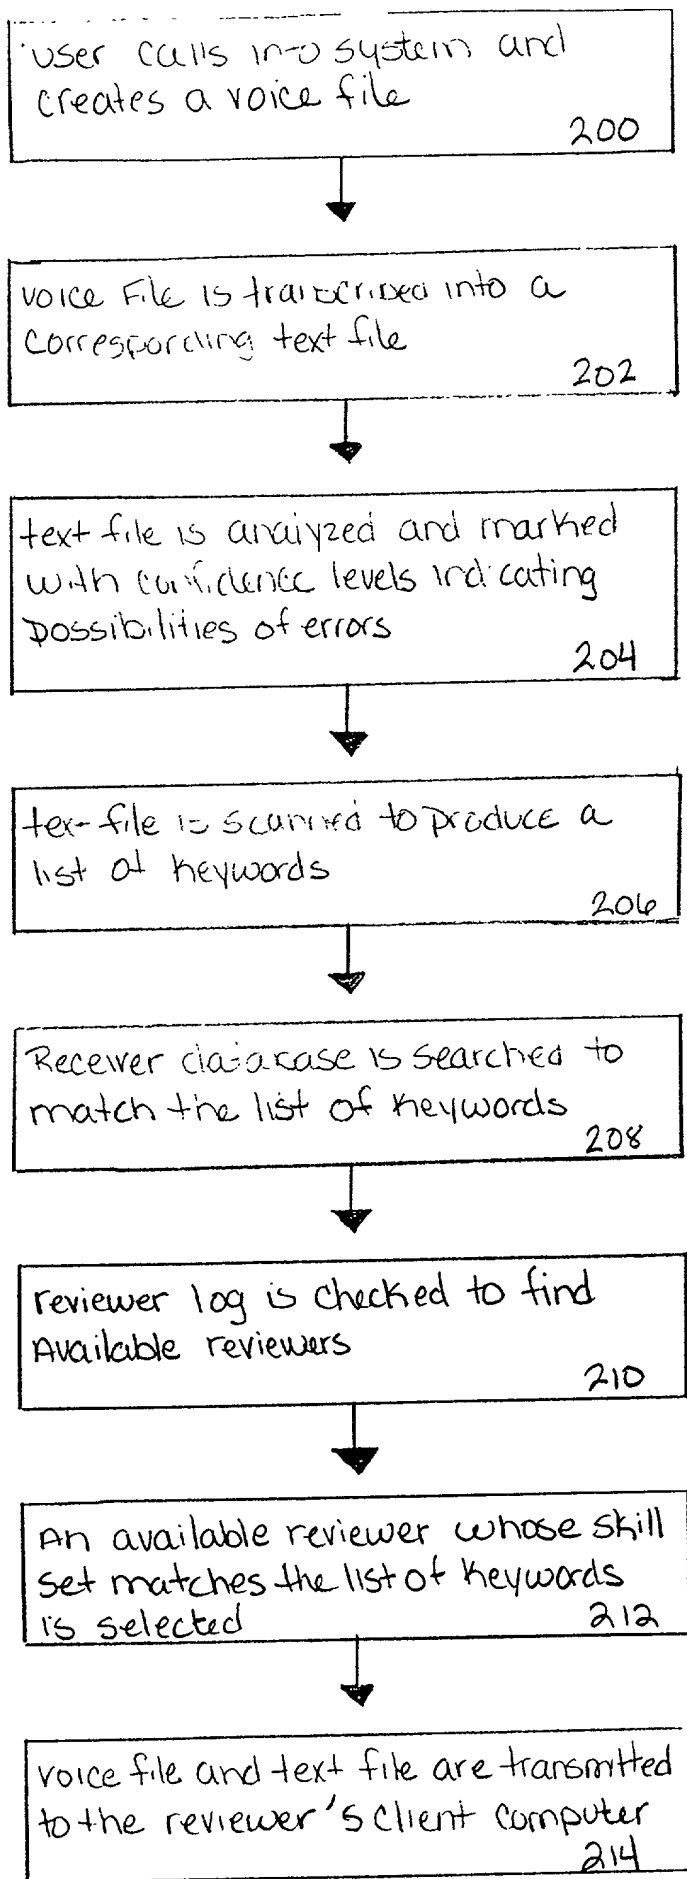 user calls into system and
creates a voice file
200
voice File is transcribed into a
corresponding text file
202
text file is analyzed and marked
with confidence levels indicating
possibilities of errors
204
text file is scanned to produce a
list of keywords
206
Receiver database is searched to
match the list of keywords
208
reviewer log is checked to find
Available reviewers
210
An available reviewer whose skill
set matches the list of keywords
is selected
212
voice file and text file are transmitted
to the reviewer's client computer
214